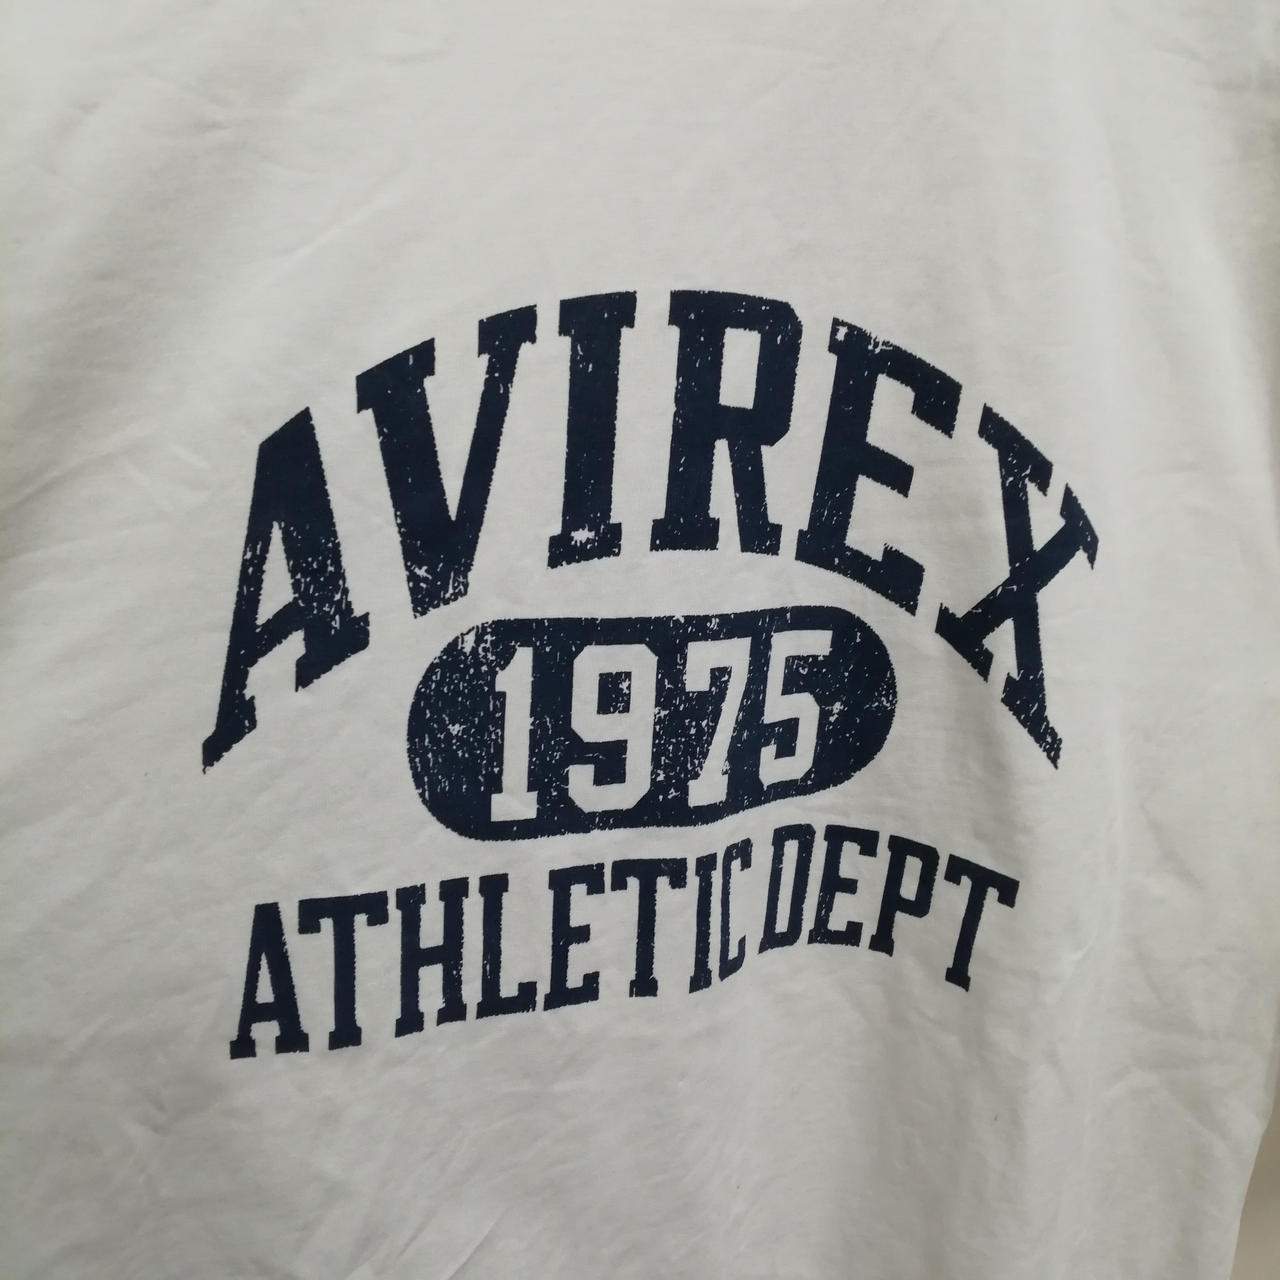 AVIREX
1975
ATHLETIC DEPT